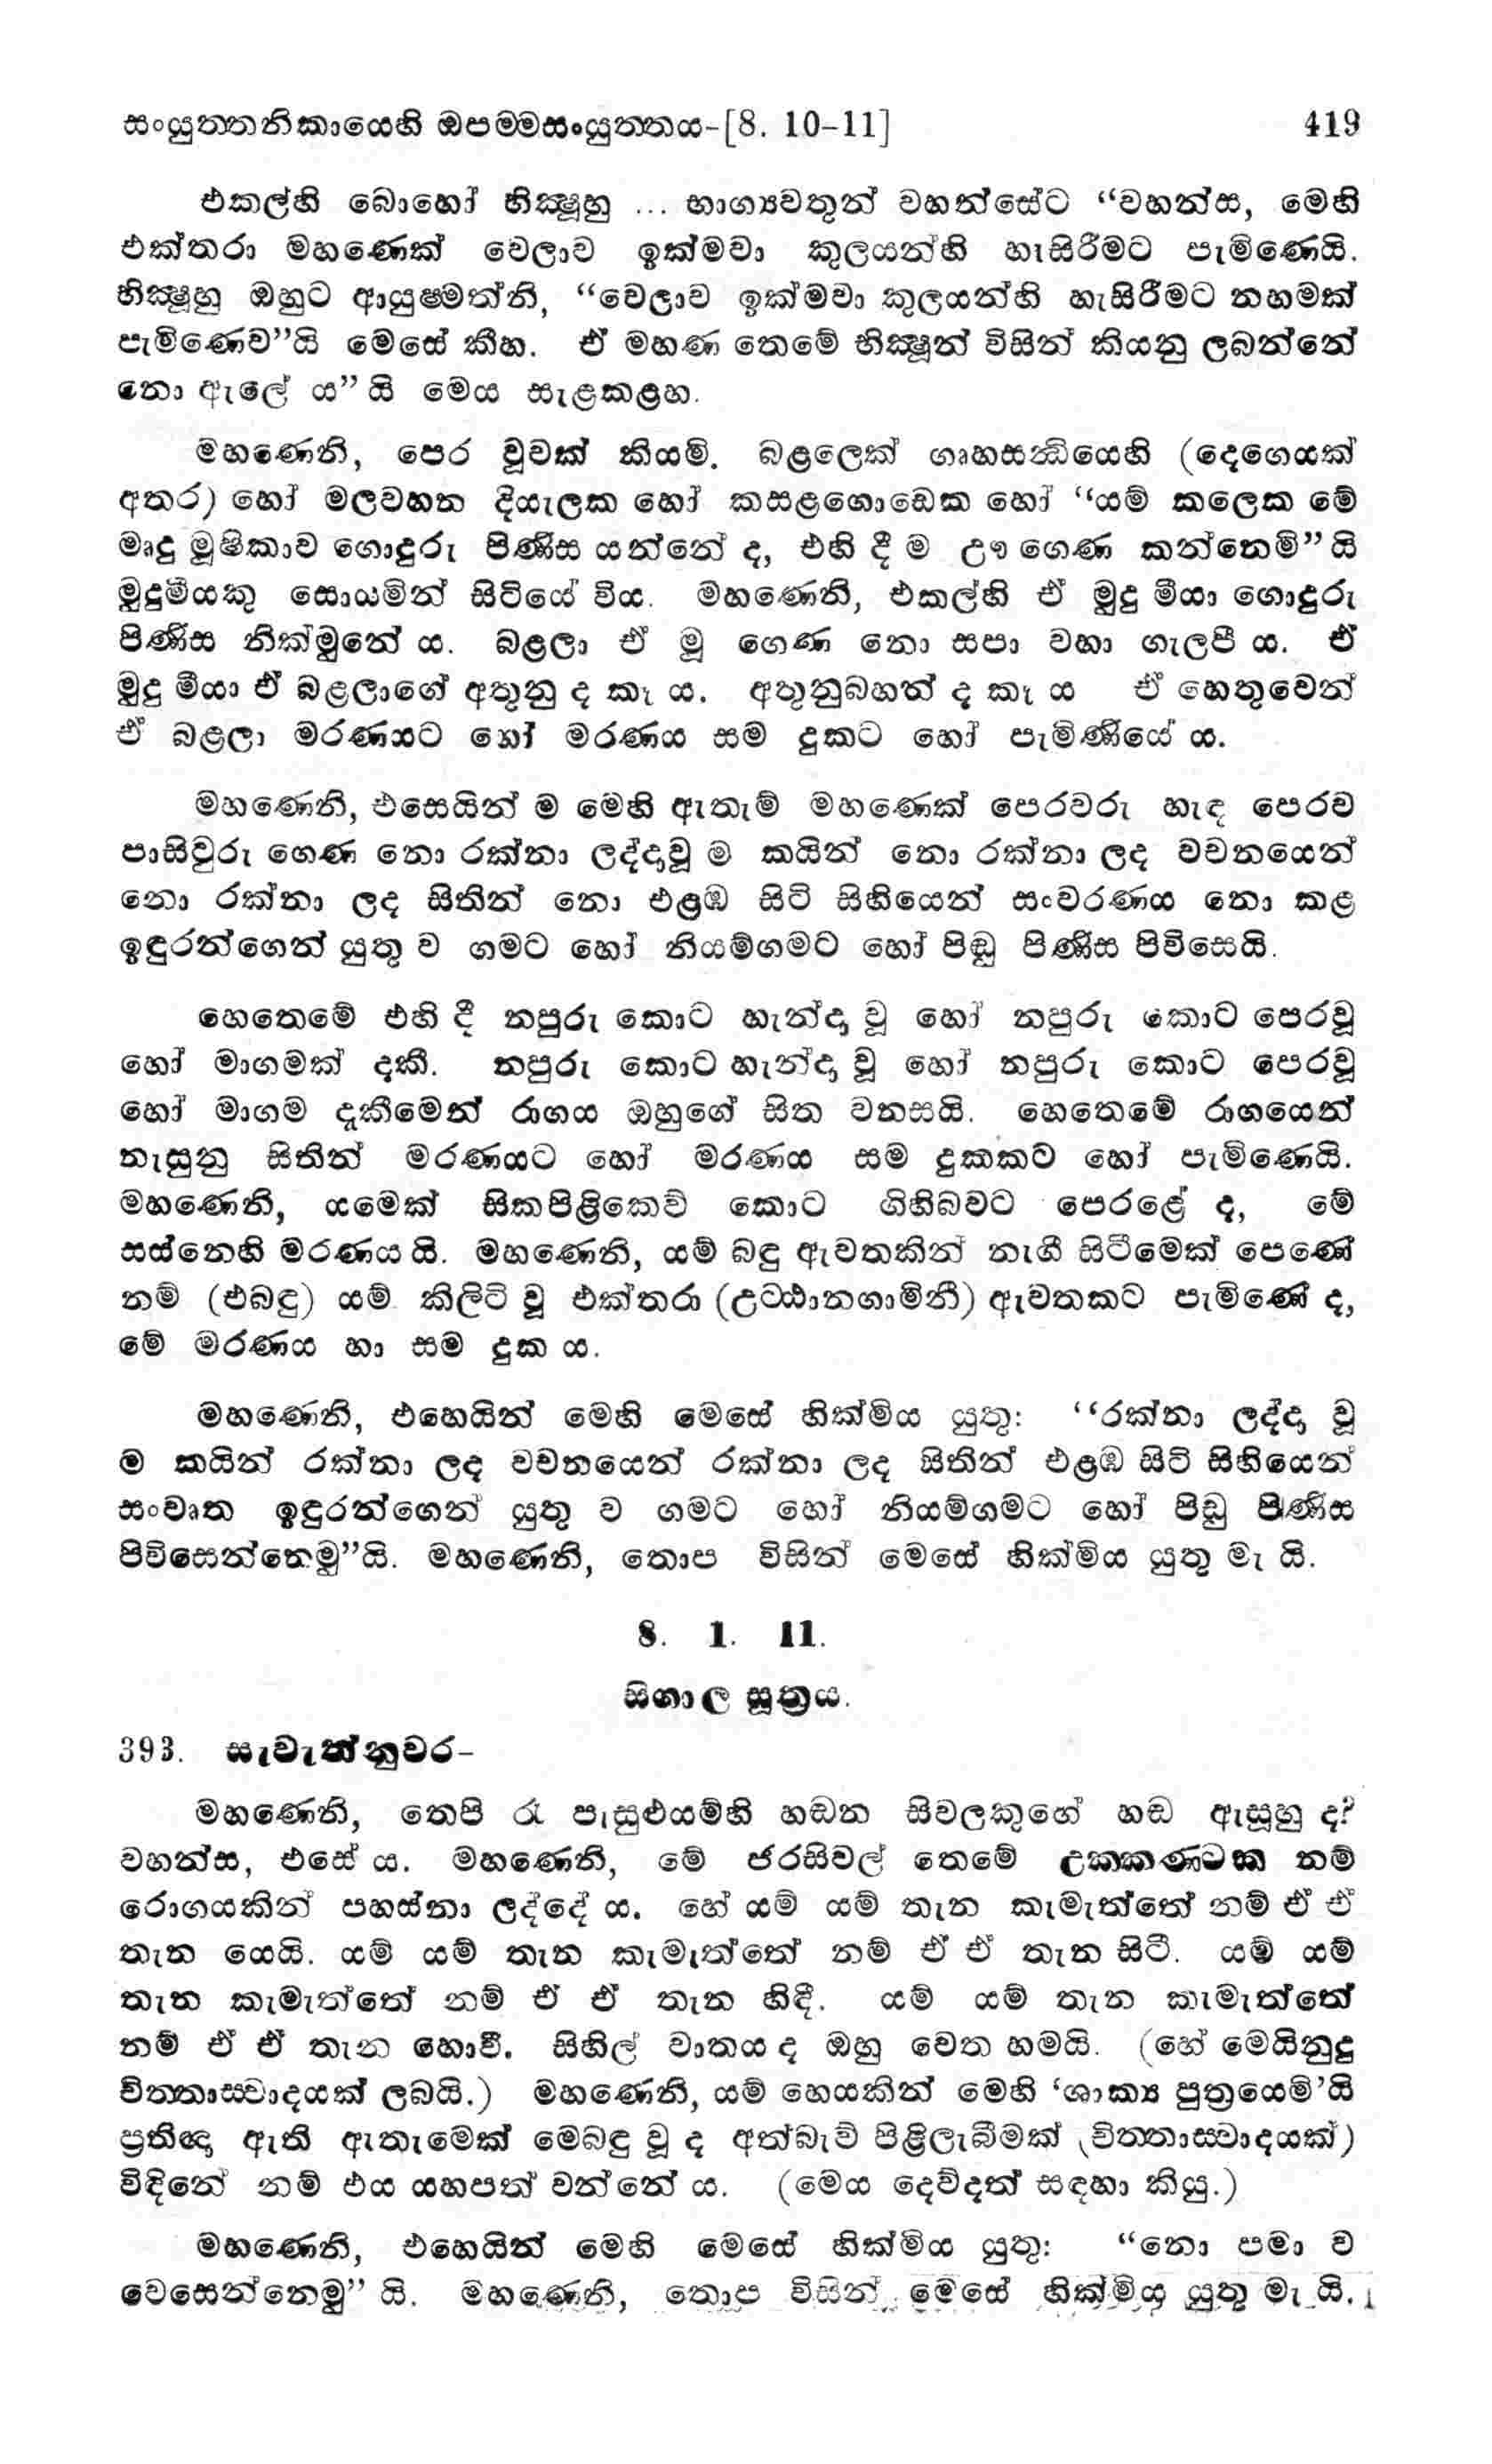 සංයුත්තනිකායෙහි ඔපම්මසංයුත්තය-[8. 10-11] 419
එකල්හි බොහෝ භික්‍ෂූහු ... භාග්‍යවතුන් වහන්සේට “වහන්ස, මෙහි
එක්තරා මහණෙක් වේලාව ඉක්මවා කුලයන්හි හැසිරීමට පැමිණෙයි.
භික්‍ෂූහු ඔහුට ආයුෂ්මත්නි, “වේලාව ඉක්මවා කුලයන්හි හැසිරීමට නහමක්
පැමිණෙව”යි මෙසේ කීහ. ඒ මහණ තෙමේ භික්‍ෂූන් විසින් කියනු ලබන්නේ
නො ඇලේ ය” යි මෙය සැළකළහ.
මහණෙනි, පෙර වූවක් කියමි. බළලෙක් ගෘහසන්‍ධියෙහි (දෙගෙයක්
අතර) හෝ මලවහන දියැලක හෝ කසළගොඩෙක හෝ “යම් කලෙක මේ
මෘදු මූෂිකාව ගොදුරු පිණිස යන්නේ ද, එහි දී ම ඌ ගෙණ කන්නෙමි” යි
මුදුමීයකු සොයමින් සිටියේ විය. මහණෙනි, එකල්හි ඒ මුදු මීයා ගොදුරු
පිණිස නික්මුනේ ය. බළලා ඒ මූ ගෙණ නො සපා වහා ගැලපී ය. ඒ
මුදු මීයා ඒ බළලාගේ අතුනු ද කෑ ය. අතුනුබහන් ද කෑ ය ඒ හෙතුවෙන්
ඒ බළලා මරණයට හෝ මරණය සම දුකට හෝ පැමිණියේ ය.
මහණෙනි, එසෙයින් ම මෙහි ඇතැම් මහණෙක් පෙරවරු හැඳ පෙරව
පාසිවුරු ගෙණ නො රක්නා ලද්දාවූ ම කයින් නො රක්නා ලද වචනයෙන්
නො රක්නා ලද සිතින් නො එළඹ සිටි සිහියෙන් සංවරණය නො කළ
ඉඳුරන්ගෙන් යුතු ව ගමට හෝ නියම්ගමට හෝ පිඬු පිණිස පිවිසෙයි.
හෙතෙමේ එහි දී නපුරු කොට හැන්ද වූ හෝ නපුරු කොට පෙරවූ
හෝ මාගමක් දකී. නපුරු කොට හැන්ද වූ හෝ නපුරු කොට පෙරවූ
හෝ මාගම දැකීමෙන් රාගය ඔහුගේ සිත වනසයි. හෙතෙමේ රාගයෙන්
නැසුනු සිතින් මරණයට හෝ මරණය සම දුකකට හෝ පැමිණෙයි.
මහණෙනි, යමෙක් සිකපිළිකෙව් කොට ගිහිබවට පෙරළේ ද, මේ
සස්නෙහි මරණය යි. මහණෙනි, යම් බඳු ඇවතකින් නැගී සිටීමෙක් පෙණේ
නම් (එබඳු) යම් කිලිටි වූ එක්තරා (උට්ඨානගාමිනී) ඇවතකට පැමිණේ ද,
මේ මරණය හා සම දුක ය.
මහණෙනි, එහෙයින් මෙහි මෙසේ හික්මිය යුතු: “රක්නා ලද්ද වූ
ම කයින් රක්නා ලද වචනයෙන් රක්නා ලද සිතින් එළඹ සිටි සිහියෙන්
සංවෘත ඉඳුරන්ගෙන් යුතු ව ගමට හෝ නියම්ගමට හෝ පිඬු පිණිස
පිවිසෙන්නෙමු”යි. මහණෙනි, තොප විසින් මෙසේ හික්මිය යුතු මැ යි.
8. 1. 11.
සිගාල සූත්‍රය.
393. සැවැත්නුවර-
මහණෙනි, තෙපි රෑ පැසුළුයම්හි හඬන සිවලකුගේ හඬ ඇසූහු ද?
වහන්ස, එසේ ය. මහණෙනි, මේ ජරසිවල් තෙමේ උක්කණ්ටක නම්
රොගයකින් පහස්නා ලද්දේ ය. හේ යම් යම් තැන කැමැත්තේ නම් ඒ ඒ
තැන යෙයි. යම් යම් තැන කැමැත්තේ නම් ඒ ඒ තැන සිටී. යම් යම්
තැන කැමැත්තේ නම් ඒ ඒ තැන හිඳී. යම් යම් තැන කැමැත්තේ
නම් ඒ ඒ තැන හොවී. සිහිල් වාතය ද ඔහු වෙත හමයි. (හේ මෙයිනුදු
චිත්තාස්වාදයක් ලබයි.) මහණෙනි, යම් හෙයකින් මෙහි ‘ශාක්‍ය පුත්‍රයෙමි’යි
ප්‍රතිඥා ඇති ඇතැමෙක් මෙබඳු වූ ද අත්බැව් පිළිලැබීමක් (චිත්තාස්වාදයක්)
විඳිනේ නම් එය යහපත් වන්නේ ය. (මෙය දෙව්දත් සඳහා කියු.)
මහණෙනි, එහෙයින් මෙහි මෙසේ හික්මිය යුතු: “නො පමා ව
වෙසෙන්නෙමු” යි. මහණෙනි, තොප විසින් මෙසේ හික්මිය යුතු මැ යි.